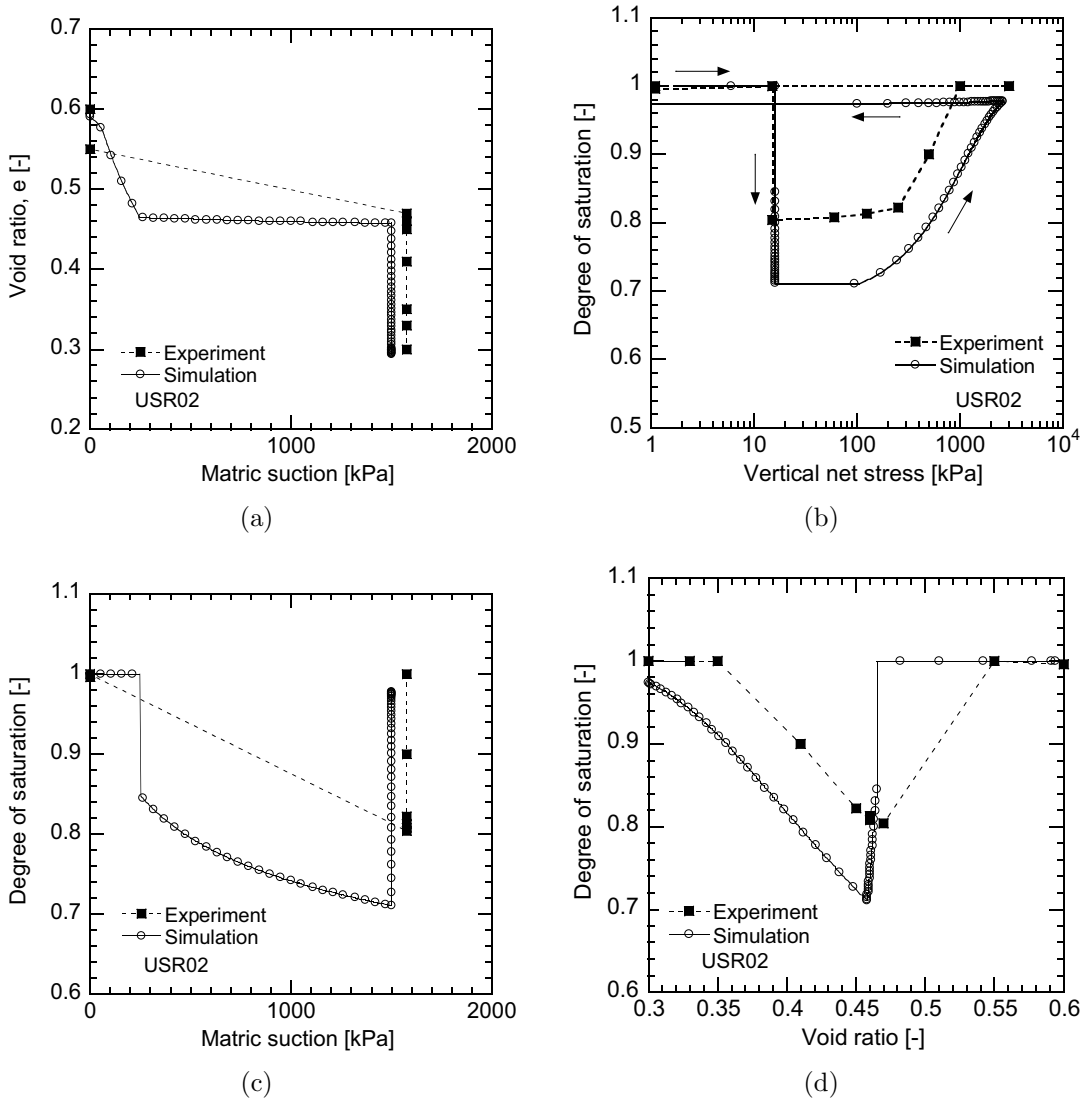 0.7
0.6
0.5
0.4
0.3
0.2
Void ratio, e [-]
Experiment
Simulation
USR02
0
1000
2000
Matric suction [kPa]
(a)
1.1
1
0.9
0.8
0.7
0.6
0.5
Degree of saturation [-]
Experiment
Simulation
USR02
1
10
100
1000
10⁴
Vertical net stress [kPa]
(b)
1.1
1
0.9
0.8
0.7
0.6
Degree of saturation [-]
Experiment
Simulation
USR02
0
1000
2000
Matric suction [kPa]
(c)
1.1
1
0.9
0.8
0.7
0.6
Degree of saturation [-]
Experiment
Simulation
USR02
0.3
0.35
0.4
0.45
0.5
0.55
0.6
Void ratio [-]
(d)